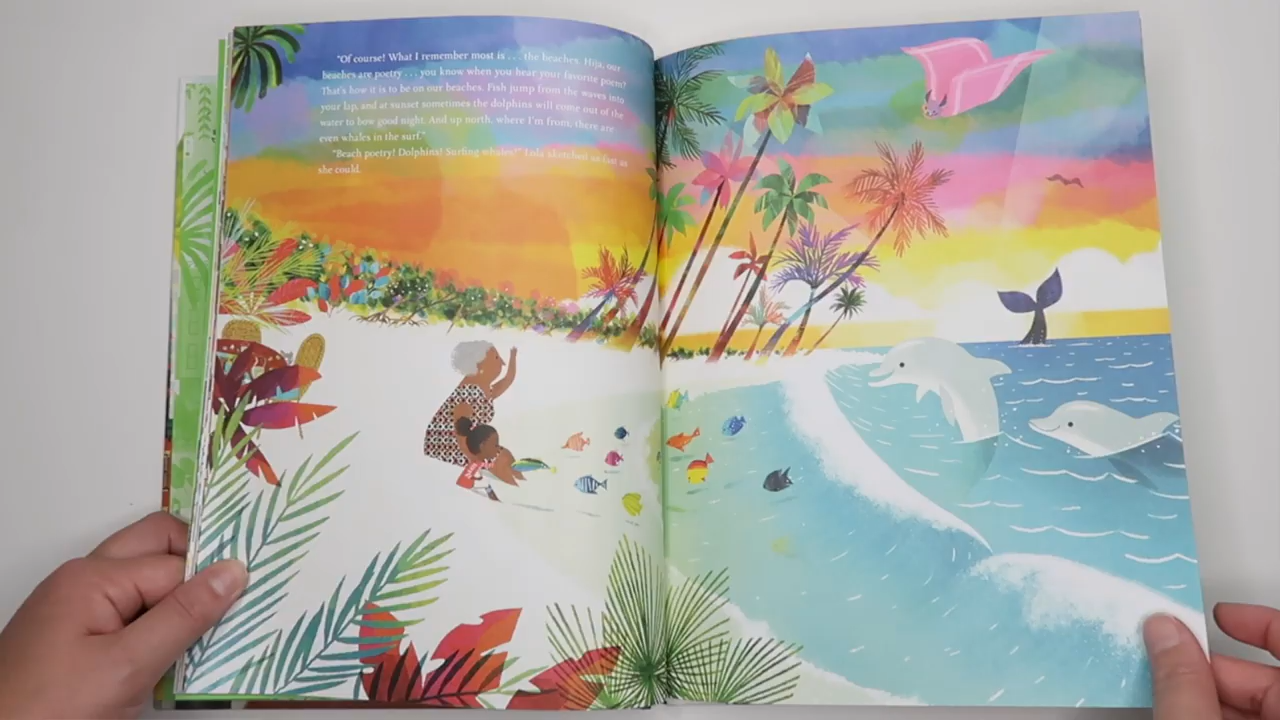 "Of course! What I remember most is . . . the beaches. Hija, our
beaches are poetry . . . you know when you hear your favorite poem?
That's how it is to be on our beaches. Fish jump from the waves into
your lap, and at sunset sometimes the dolphins will come out of the
water to bow good night. And up north, where I'm from, there are
even whales in the surf."
"Beach poetry! Dolphins! Surfing whales!" Lola sketched as fast as
she could.